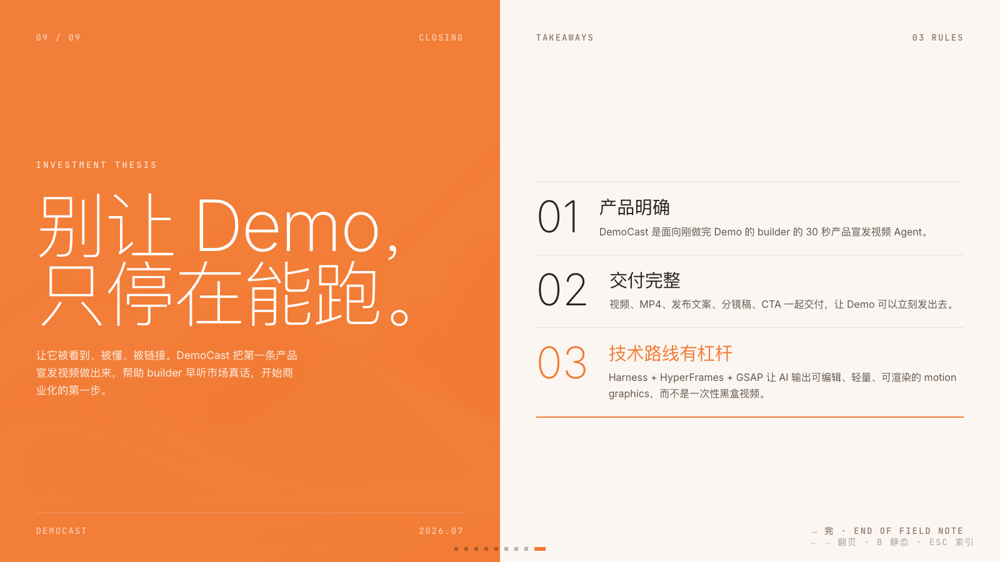 09 / 09
CLOSING
INVESTMENT THESIS
别让 Demo，
只停在能跑。
让它被看到、被懂、被链接。DemoCast 把第一条产品
宣发视频做出来，帮助 builder 早听市场真话，开始商
业化的第一步。
DEMOCAST
2026.07
TAKEAWAYS
03 RULES
01 产品明确
DemoCast 是面向刚做完 Demo 的 builder 的 30 秒产品宣发视频 Agent。
02 交付完整
视频、MP4、发布文案、分镜稿、CTA 一起交付，让 Demo 可以立刻发出去。
03 技术路线有杠杆
Harness + HyperFrames + GSAP 让 AI 输出可编辑、轻量、可渲染的 motion
graphics，而不是一次性黑盒视频。
→ 完 · END OF FIELD NOTE
← → 翻页 · B 静态 · ESC 索引